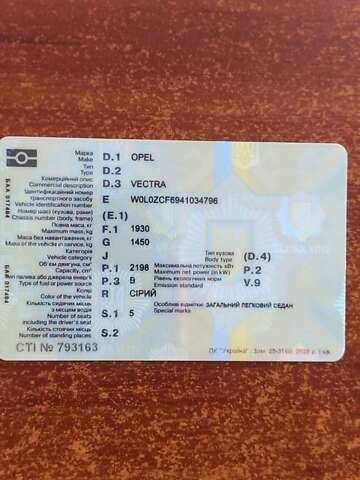 Марка D.1 OPEL
Make
Тип D.2
Type
Комерційний опис D.3 VECTRA
Commercial description
Ідентифікаційний номер
транспортного засобу E W0L0ZCF6941034796
Vehicle identification number
Номер шасі (кузова, рами) (E.1)
Chassis number (body, frame)
Повна маса, кг F.1 1930
Gross mass, kg
Маса без навантаження, кг G 1450
Mass of the vehicle in service, kg
Категорія J Тип кузова (D.4)
Vehicle category Body type
Об'єм двигуна, см P.1 2198 Максимальна потужність кВт P.2
Capacity, cm³ Maximum net power (in kw)
Тип палива або джерела енергії P.3 B Рівень екологічних норм V.9
Type of fuel or power source Emission standard
Колір R СІРИЙ
Color of the vehicle
Кількість сидячих місць Особливі відмітки ЗАГАЛЬНИЙ ЛЕГКОВИЙ СЕДАН
з місцем водія S.1 5 Special marks
Number of seats
including the driver's seat
Кількість стоячих місць S.2
Number of standing places
СТІ № 793163